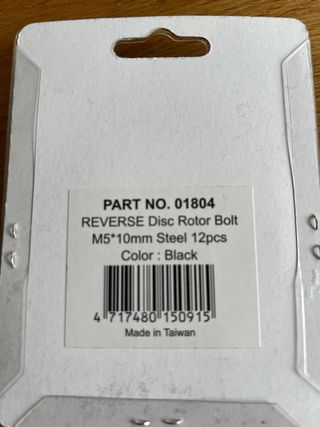 PART NO. 01804
REVERSE Disc Rotor Bolt
M5*10mm Steel 12pcs
Color : Black
4 717480 150915
Made in Taiwan